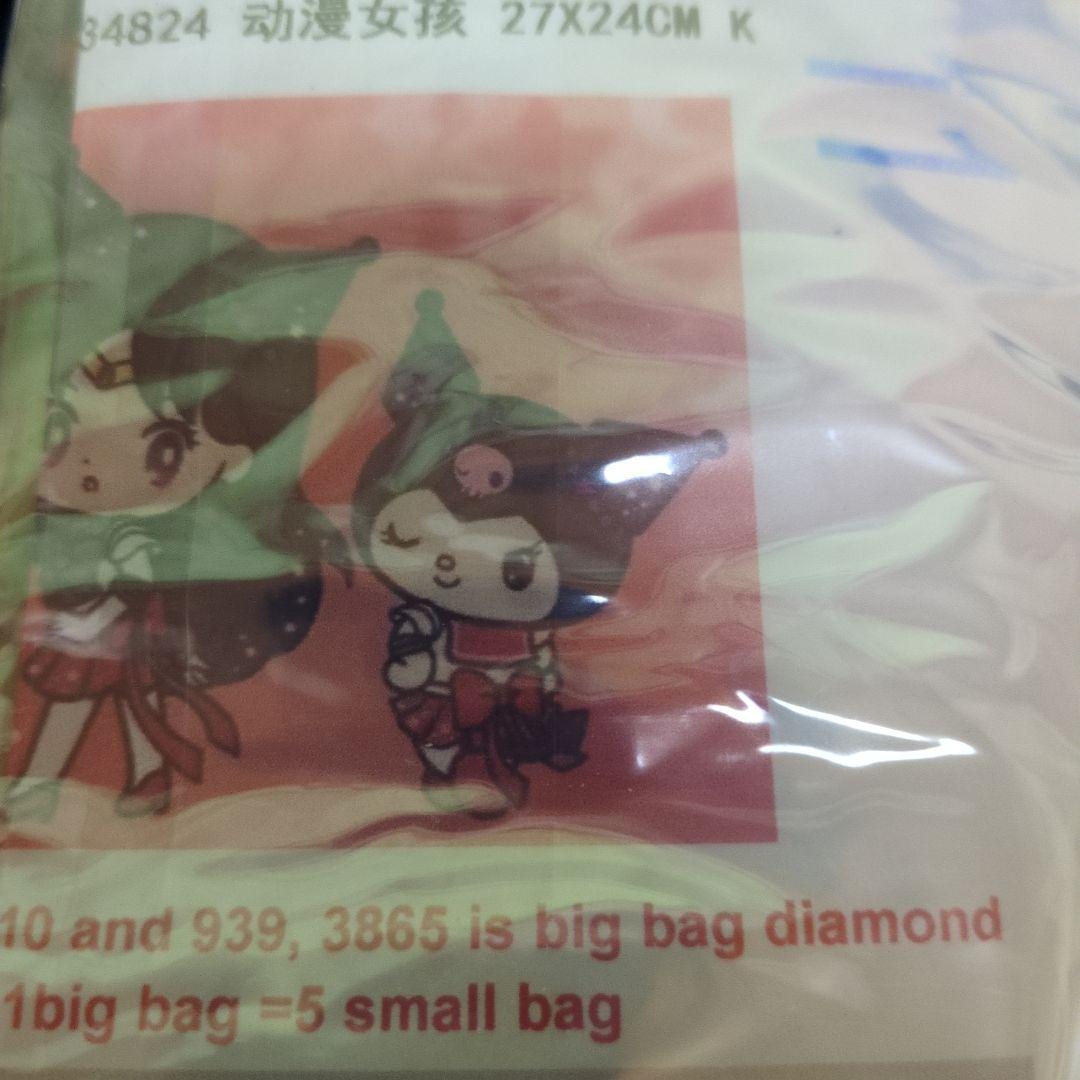 34824 动漫女孩 27X24CM K
10 and 939, 3865 is big bag diamond
1big bag =5 small bag